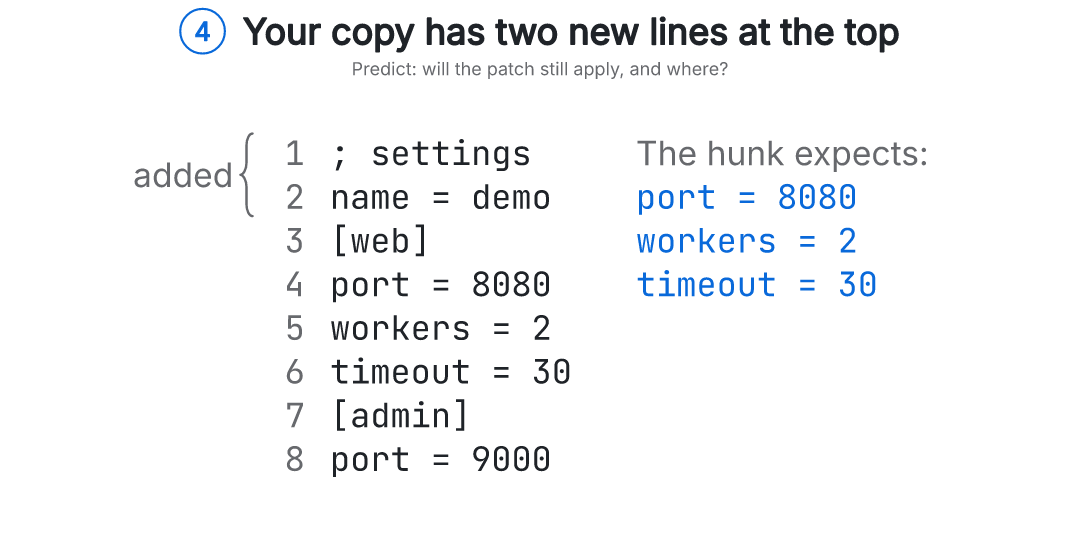 4 Your copy has two new lines at the top
Predict: will the patch still apply, and where?
added
1 ; settings
2 name = demo
3 [web]
4 port = 8080
5 workers = 2
6 timeout = 30
7 [admin]
8 port = 9000
The hunk expects:
port = 8080
workers = 2
timeout = 30